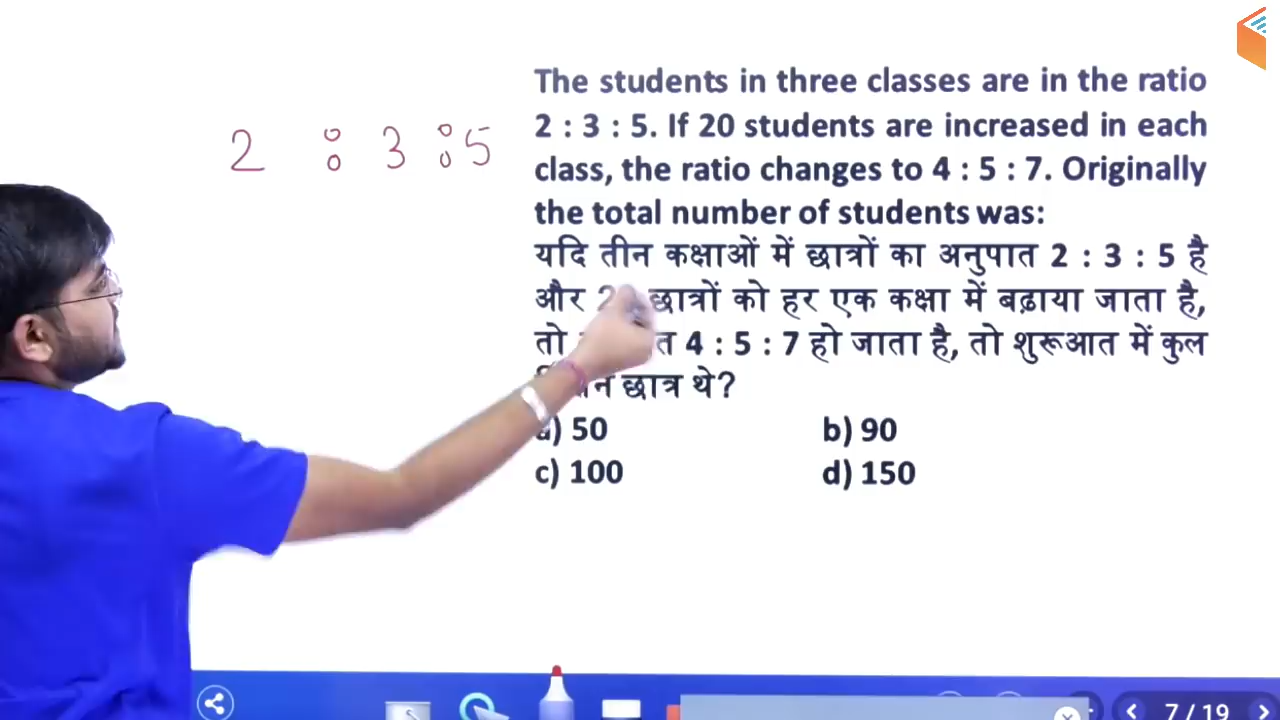 2 : 3 : 5
The students in three classes are in the ratio
2 : 3 : 5. If 20 students are increased in each
class, the ratio changes to 4 : 5 : 7. Originally
the total number of students was:
यदि तीन कक्षाओं में छात्रों का अनुपात 2 : 3 : 5 है
और छात्रों को हर एक कक्षा में बढ़ाया जाता है,
तो 4 : 5 : 7 हो जाता है, तो शुरूआत में कुल
छात्र थे?
a) 50 b) 90
c) 100 d) 150
7 / 19